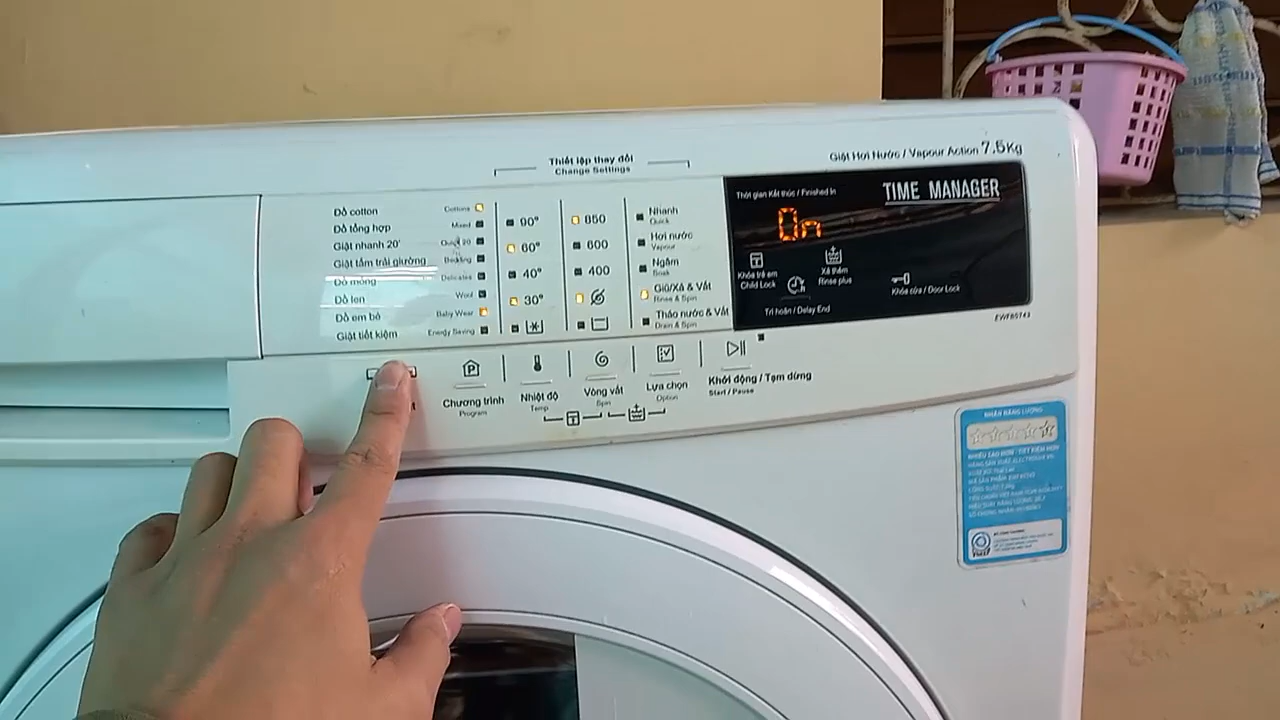 Thiết lập thay đổi
Change Settings
Giặt Hơi Nước / Vapour Action 7.5Kg
Đồ cotton Cottons
Đồ tổng hợp Mixed
Giặt nhanh 20' Quick 20
Giặt tấm trải giường Bedding
Đồ mỏng Delicates
Đồ len Wool
Đồ em bé Baby Wear
Giặt tiết kiệm Energy Saving
90°
60°
40°
30°
850
600
400
Nhanh
Quick
Hơi nước
Vapour
Ngâm
Soak
Giũ/Xả & Vắt
Rinse & Spin
Tháo nước & Vắt
Drain & Spin
Thời gian Kết thúc / Finished In
TIME MANAGER
On
Khóa trẻ em
Child Lock
Xả thêm
Rinse plus
Khóa cửa / Door Lock
Trì hoãn / Delay End
EWF80743
Chương trình
Program
Nhiệt độ
Temp
Vòng vắt
Spin
Lựa chọn
Option
Khởi động / Tạm dừng
Start / Pause
NHÃN NĂNG LƯỢNG